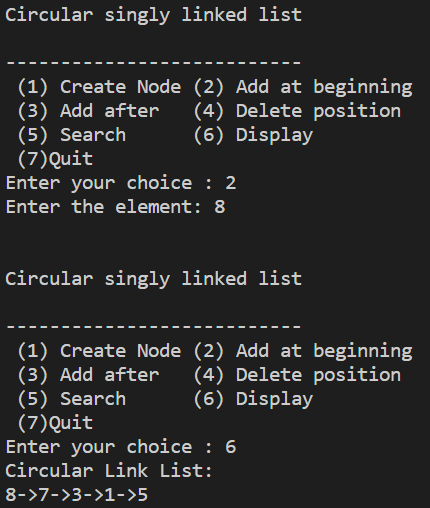 Circular singly linked list
---------------------------
(1) Create Node (2) Add at beginning
(3) Add after (4) Delete position
(5) Search (6) Display
(7)Quit
Enter your choice : 2
Enter the element: 8
Circular singly linked list
---------------------------
(1) Create Node (2) Add at beginning
(3) Add after (4) Delete position
(5) Search (6) Display
(7)Quit
Enter your choice : 6
Circular Link List:
8->7->3->1->5